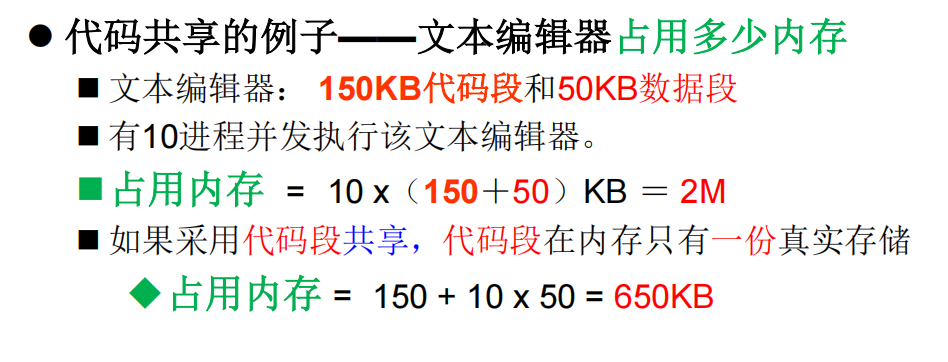 ● 代码共享的例子——文本编辑器占用多少内存
■ 文本编辑器： 150KB代码段和50KB数据段
■ 有10进程并发执行该文本编辑器。
■ 占用内存 = 10 x（150＋50）KB ＝ 2M
■ 如果采用代码段共享，代码段在内存只有一份真实存储
◆ 占用内存 = 150 + 10 x 50 = 650KB